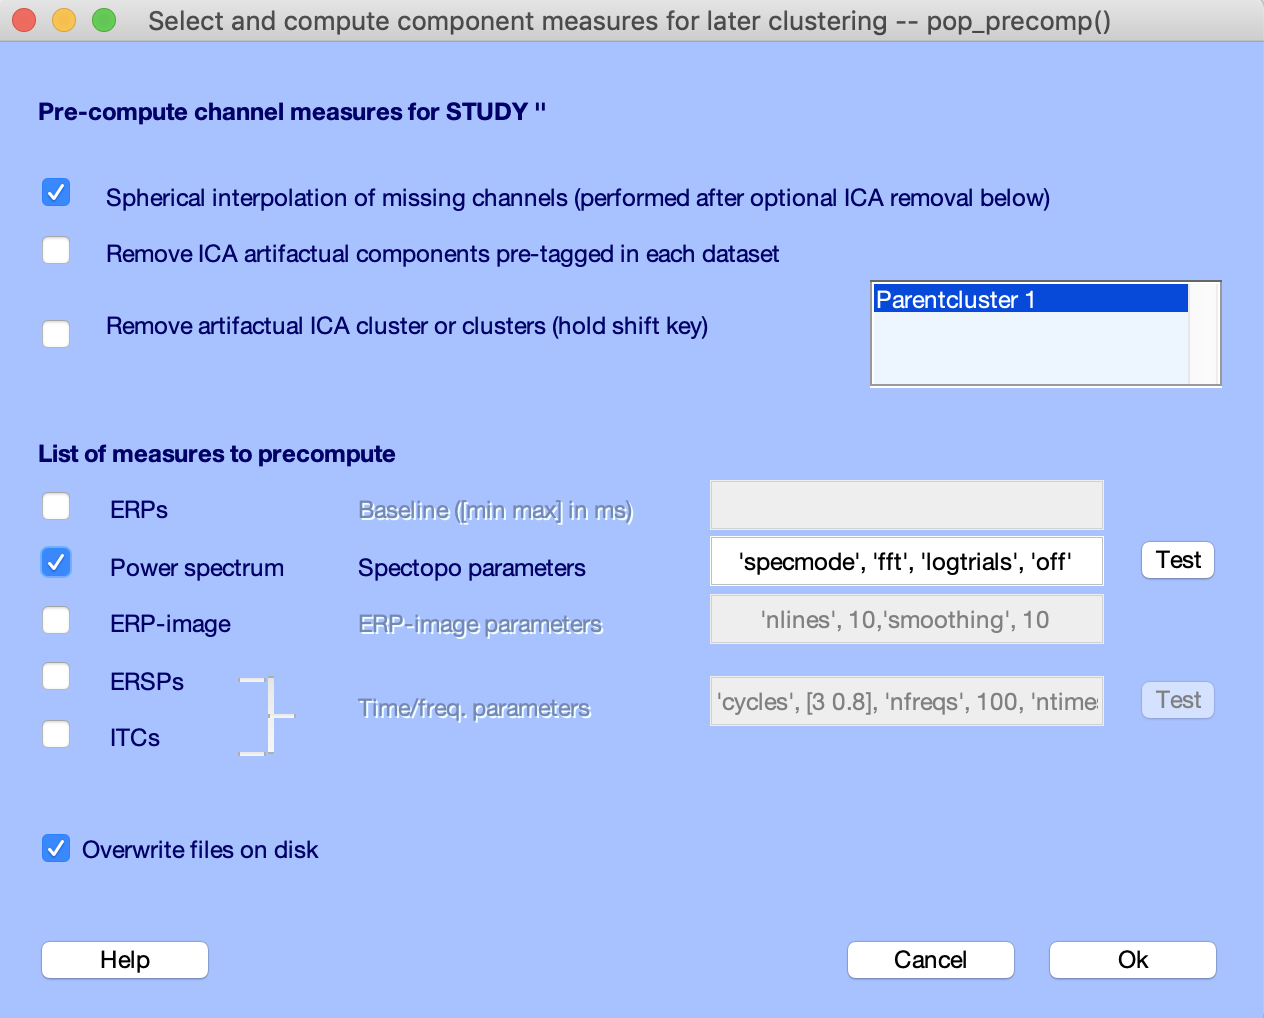 Select and compute component measures for later clustering -- pop_precomp()
Pre-compute channel measures for STUDY ''
Spherical interpolation of missing channels (performed after optional ICA removal below)
Remove ICA artifactual components pre-tagged in each dataset
Remove artifactual ICA cluster or clusters (hold shift key)
Parentcluster 1
List of measures to precompute
ERPs Baseline ([min max] in ms)
Power spectrum Spectopo parameters 'specmode', 'fft', 'logtrials', 'off' Test
ERP-image ERP-image parameters 'nlines', 10,'smoothing', 10
ERSPs
Time/freq. parameters 'cycles', [3 0.8], 'nfreqs', 100, 'ntimes Test
ITCs
Overwrite files on disk
Help Cancel Ok